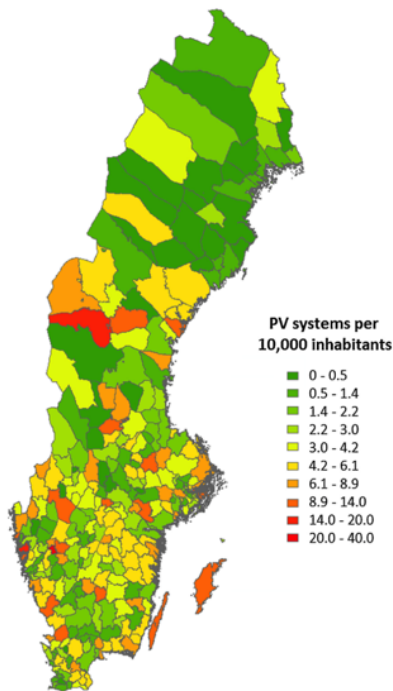 PV systems per
10,000 inhabitants
0 - 0.5
0.5 - 1.4
1.4 - 2.2
2.2 - 3.0
3.0 - 4.2
4.2 - 6.1
6.1 - 8.9
8.9 - 14.0
14.0 - 20.0
20.0 - 40.0